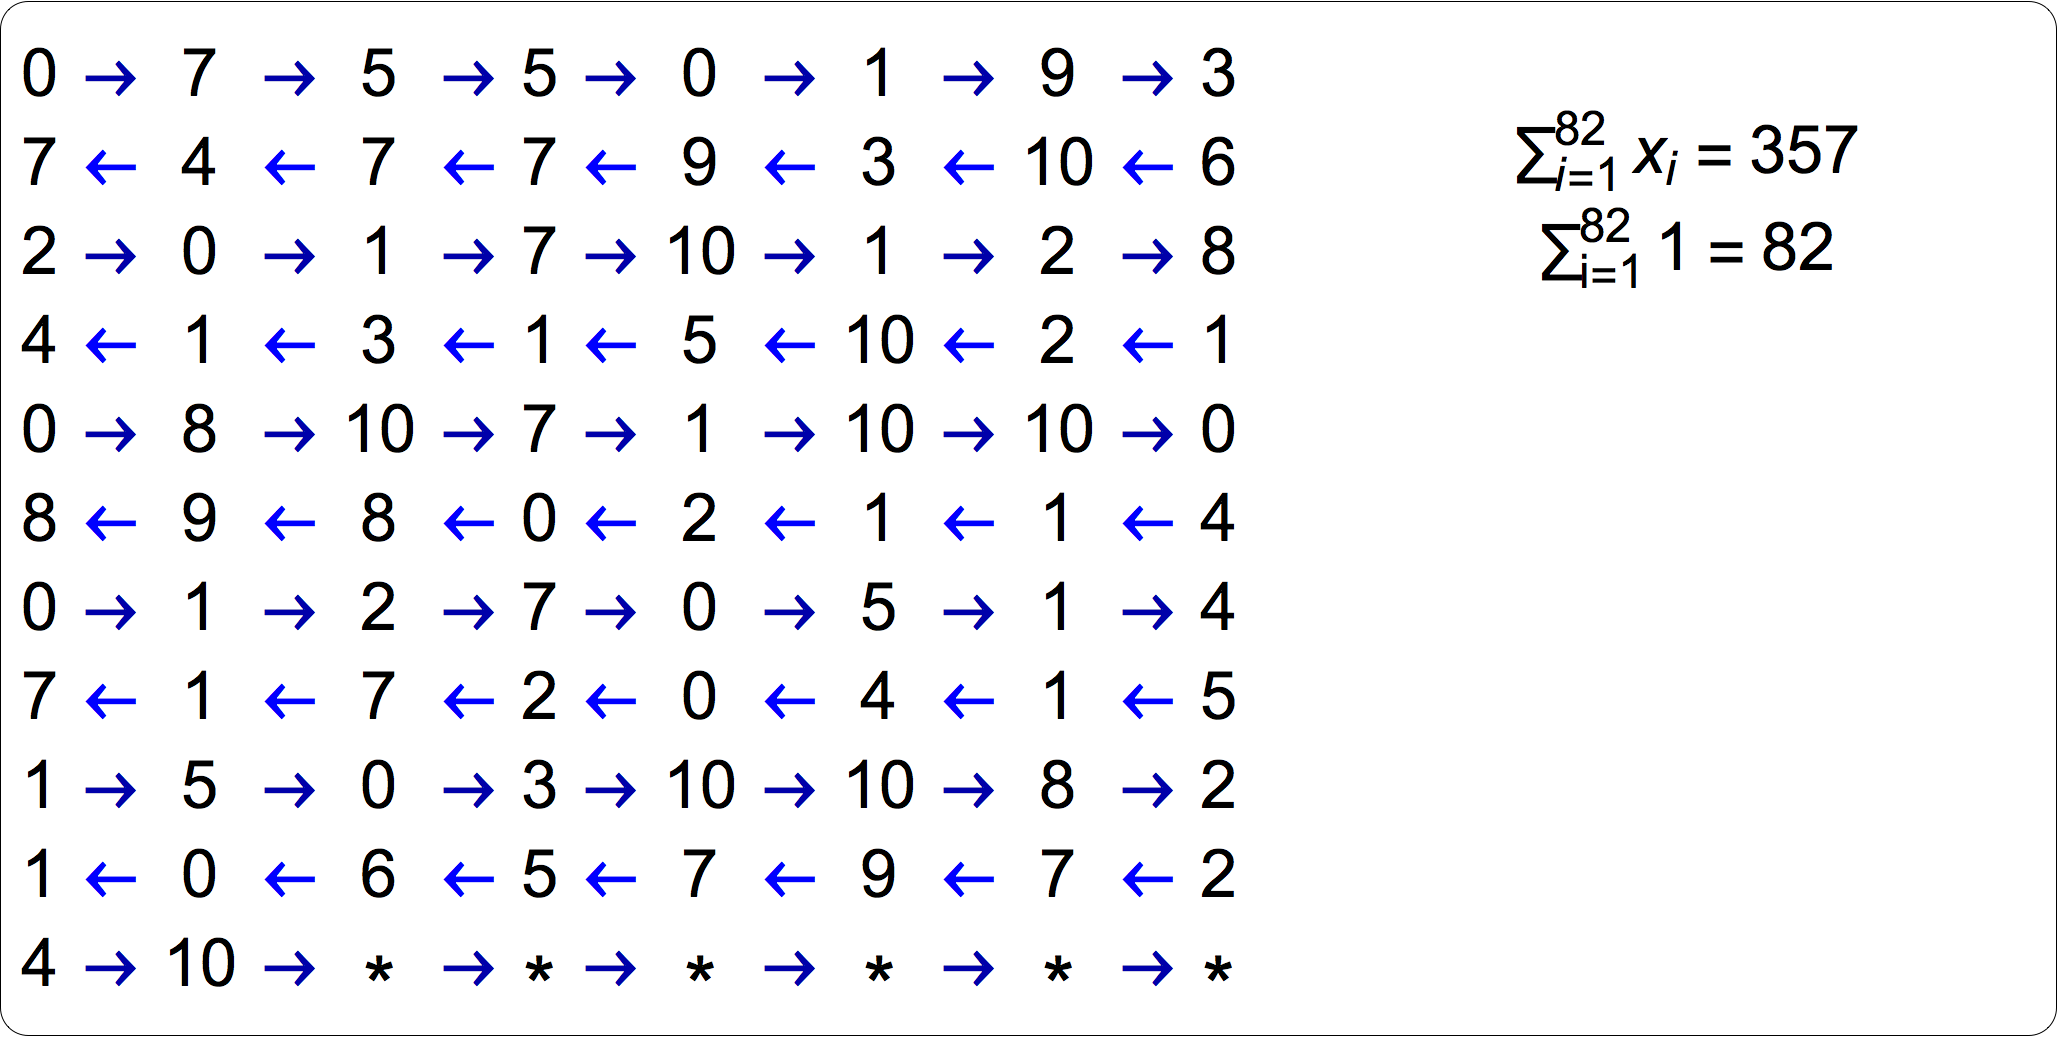 0 → 7 → 5 → 5 → 0 → 1 → 9 → 3
7 ← 4 ← 7 ← 7 ← 9 ← 3 ← 10 ← 6
2 → 0 → 1 → 7 → 10 → 1 → 2 → 8
4 ← 1 ← 3 ← 1 ← 5 ← 10 ← 2 ← 1
0 → 8 → 10 → 7 → 1 → 10 → 10 → 0
8 ← 9 ← 8 ← 0 ← 2 ← 1 ← 1 ← 4
0 → 1 → 2 → 7 → 0 → 5 → 1 → 4
7 ← 1 ← 7 ← 2 ← 0 ← 4 ← 1 ← 5
1 → 5 → 0 → 3 → 10 → 10 → 8 → 2
1 ← 0 ← 6 ← 5 ← 7 ← 9 ← 7 ← 2
4 → 10 → * → * → * → * → * → *
∑_{i=1}^{82} x_i = 357
∑_{i=1}^{82} 1 = 82